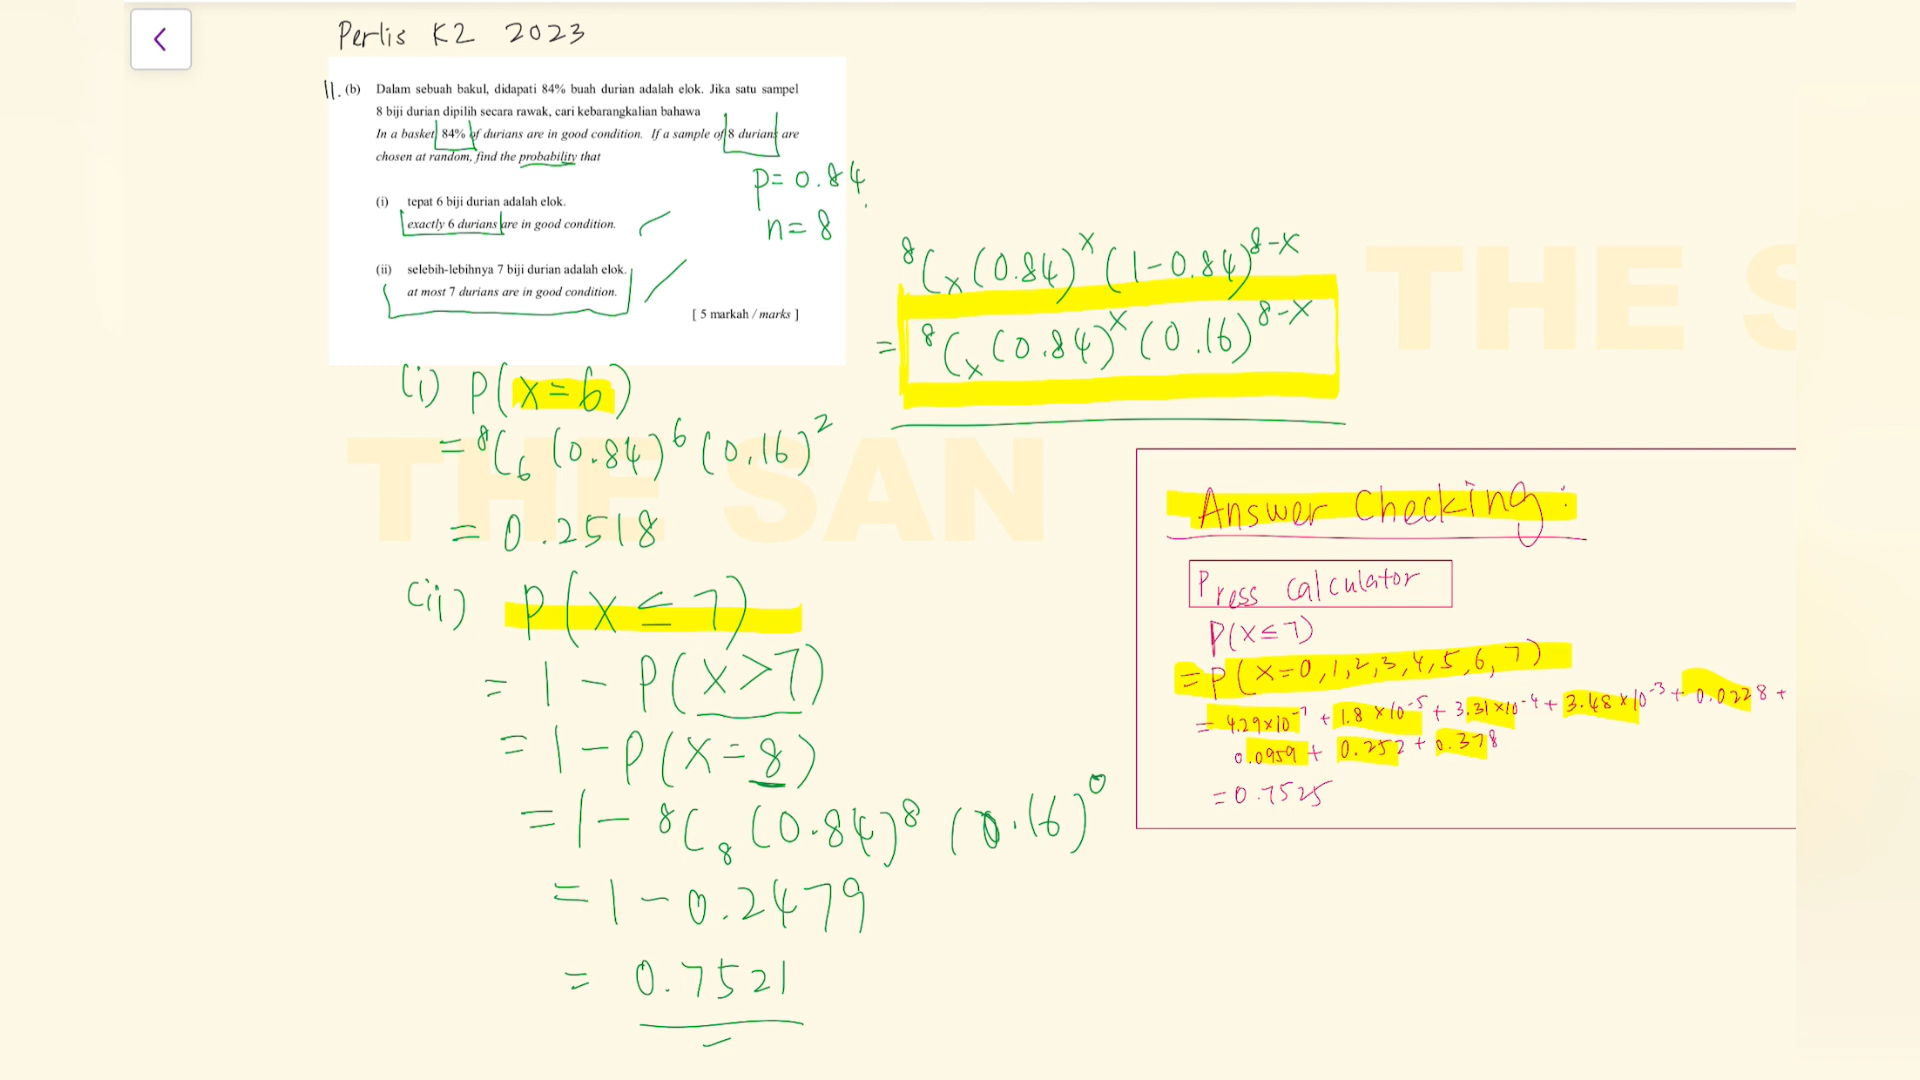 Perlis K2 2023
11. (b) Dalam sebuah bakul, didapati 84% buah durian adalah elok. Jika satu sampel
8 biji durian dipilih secara rawak, cari kebarangkalian bahawa
In a basket 84% of durians are in good condition. If a sample of 8 durians are
chosen at random, find the probability that
p = 0.84
(i) tepat 6 biji durian adalah elok.
exactly 6 durians are in good condition.
n = 8
(ii) selebih-lebihnya 7 biji durian adalah elok.
at most 7 durians are in good condition.
[ 5 markah / marks ]
⁸Cₓ (0.84)ˣ (1-0.84)⁸⁻ˣ
= ⁸Cₓ (0.84)ˣ (0.16)⁸⁻ˣ
THE S
(i) P(X=6)
= ⁸C₆ (0.84)⁶ (0.16)²
= 0.2518
THE SAN
(ii) P(X ≤ 7)
= 1 - P(X>7)
= 1 - P(X=8)
= 1 - ⁸C₈ (0.84)⁸ (0.16)⁰
= 1 - 0.2479
= 0.7521
Answer Checking:
Press calculator
P(X≤7)
= P(X=0,1,2,3,4,5,6,7)
= 4.29×10⁻⁷ + 1.8×10⁻⁵ + 3.31×10⁻⁴ + 3.48×10⁻³ + 0.0228 +
0.0959 + 0.252 + 0.378
= 0.7525